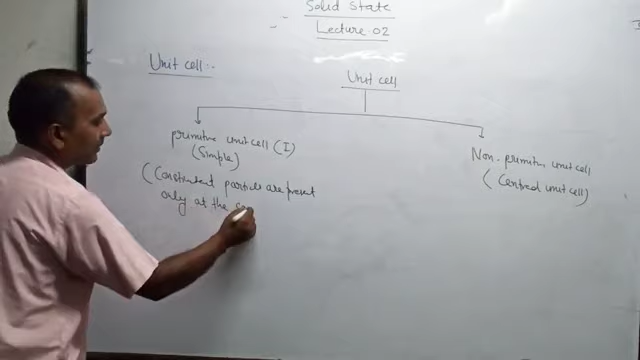 Solid State
Lecture 02
Unit cell :-
Unit cell
primitive unit cell (I)
(Simple)
Non-primitive unit cell
(Centred unit cell)
(Constituent particles are present
only at the